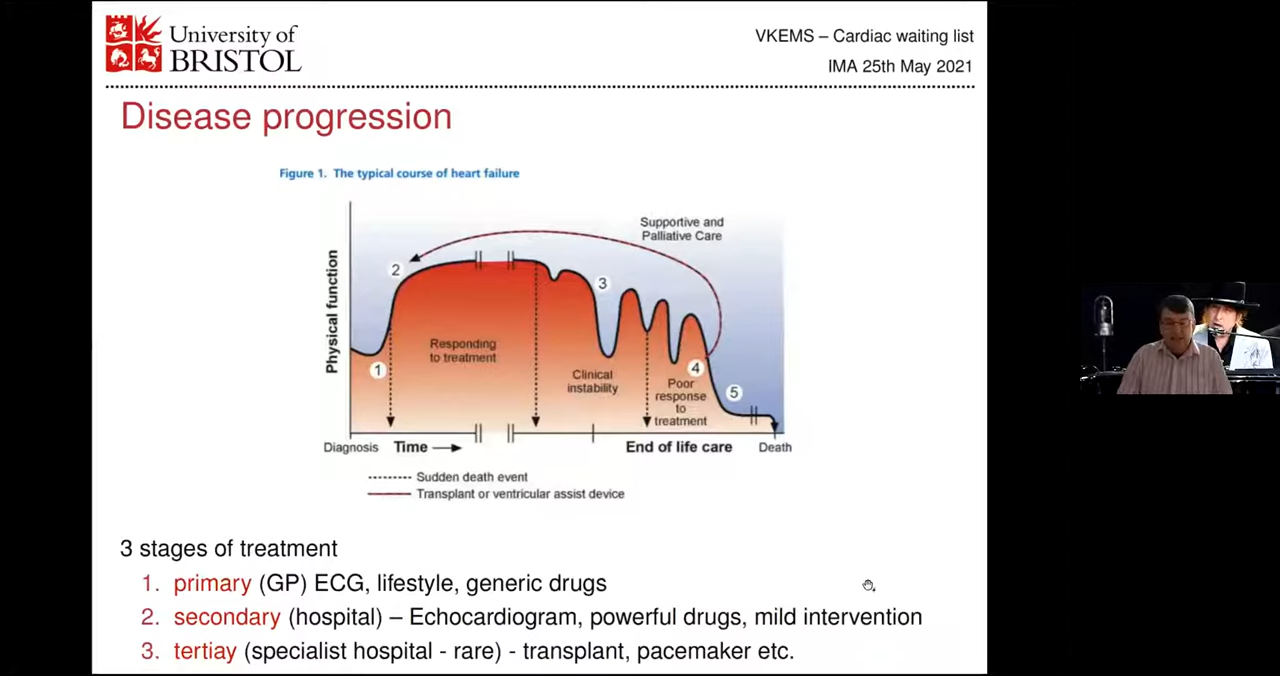 University of
BRISTOL
VKEMS – Cardiac waiting list
IMA 25th May 2021
Disease progression
Figure 1. The typical course of heart failure
Supportive and
Palliative Care
Physical function
2
3
1
4
5
Responding
to treatment
Clinical
instability
Poor
response
to
treatment
Diagnosis
Time
End of life care
Death
Sudden death event
Transplant or ventricular assist device
3 stages of treatment
1. primary (GP) ECG, lifestyle, generic drugs
2. secondary (hospital) – Echocardiogram, powerful drugs, mild intervention
3. tertiay (specialist hospital - rare) - transplant, pacemaker etc.